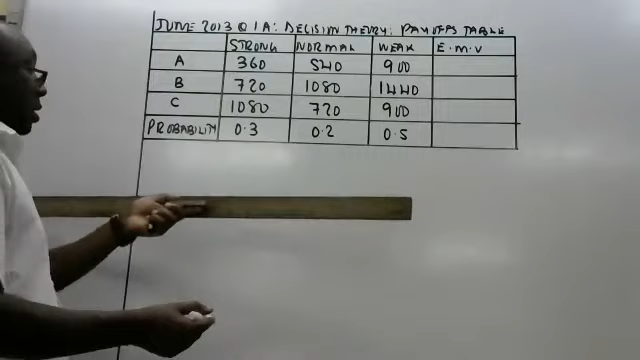 JUNE 2013 Q 1A: DECISION THEORY: PAYOFFS TABLE
STRONG NORMAL WEAK E.M.V
A 360 540 900
B 720 1080 1440
C 1080 720 900
PROBABILITY 0.3 0.2 0.5